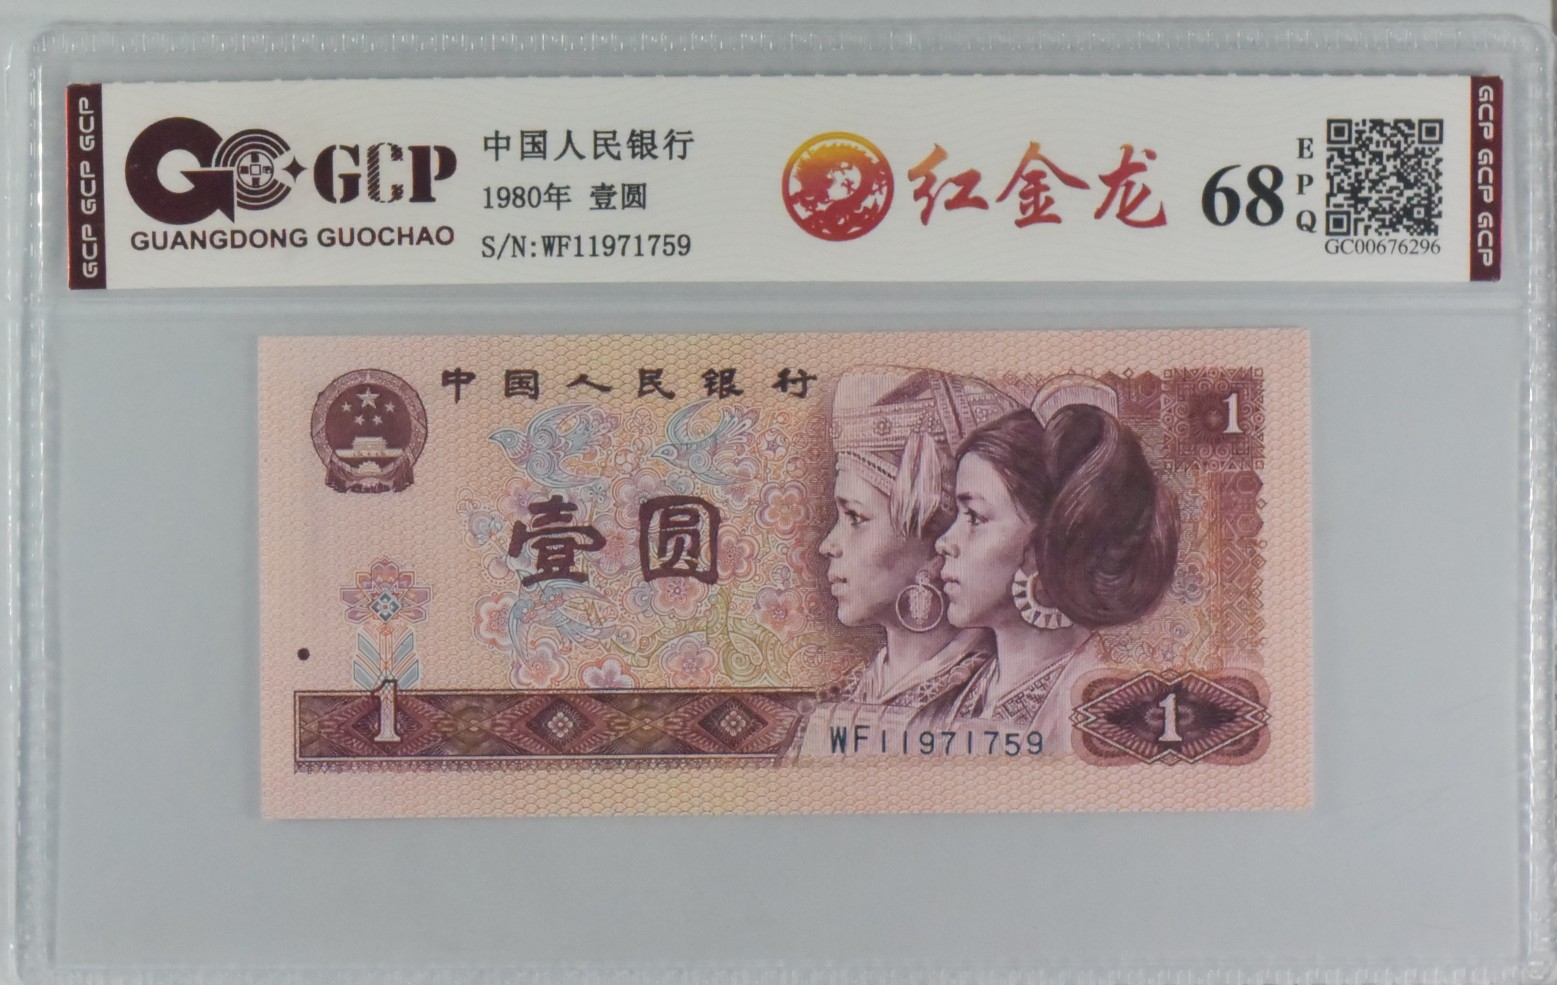 GCP GCP GCP
GCP
GUANGDONG GUOCHAO
中国人民银行
1980年 壹圆
S/N:WF11971759
红金龙
68
EPQ
GC00676296
GCP GCP GCP
中国人民银行
1
壹圆
1
WF11971759
1